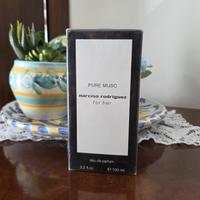 PURE MUSC
narciso rodriguez
for her
eau de parfum
3.3 fl.oz. ℮ 100 ml